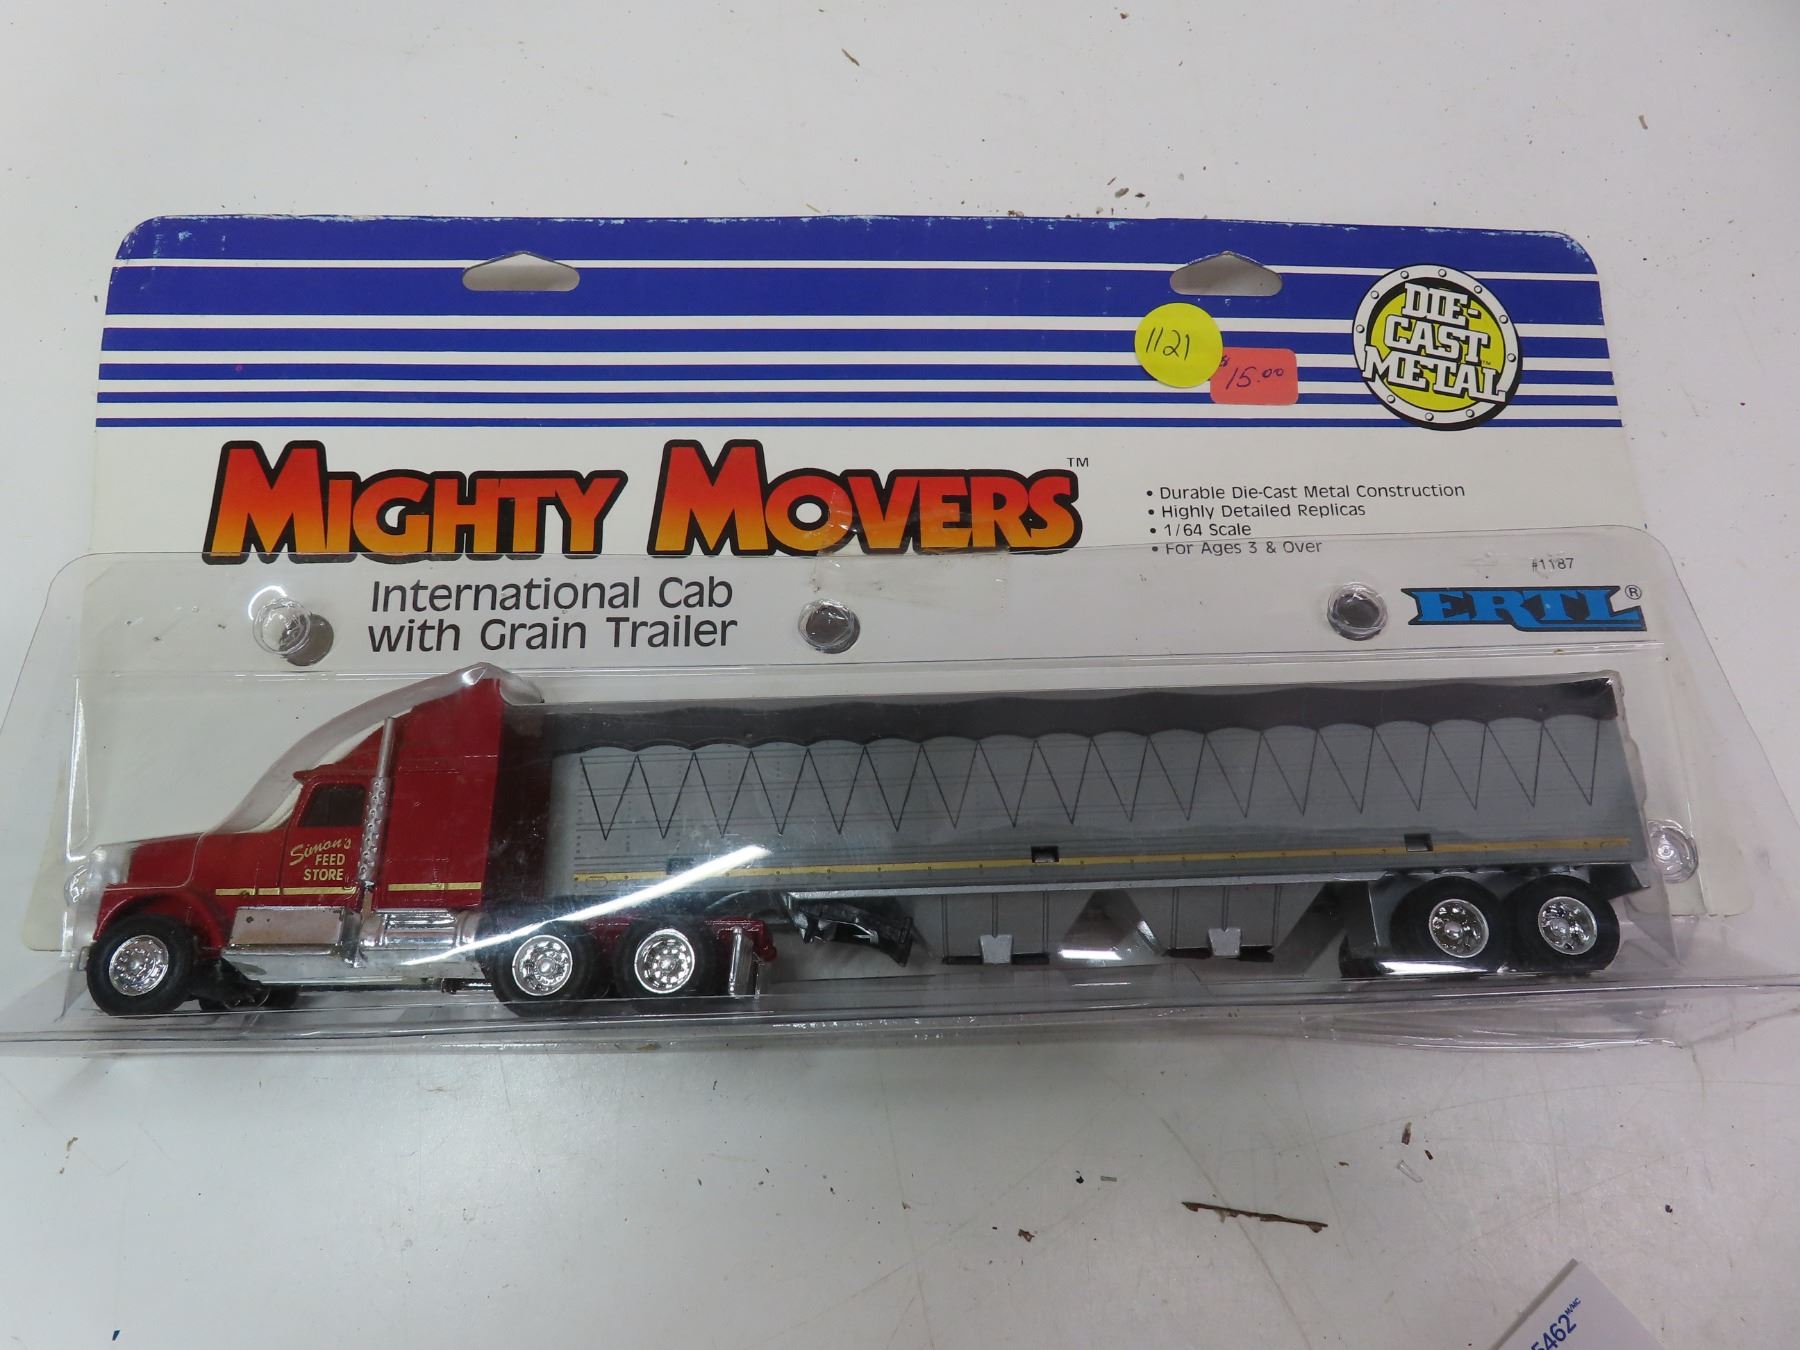 DIE-
CAST
METAL
1121
$15.00
MIGHTY MOVERS™
International Cab
with Grain Trailer
• Durable Die-Cast Metal Construction
• Highly Detailed Replicas
• 1/64 Scale
• For Ages 3 & Over
#1187
ERTL®
Simon's
FEED
STORE
5462